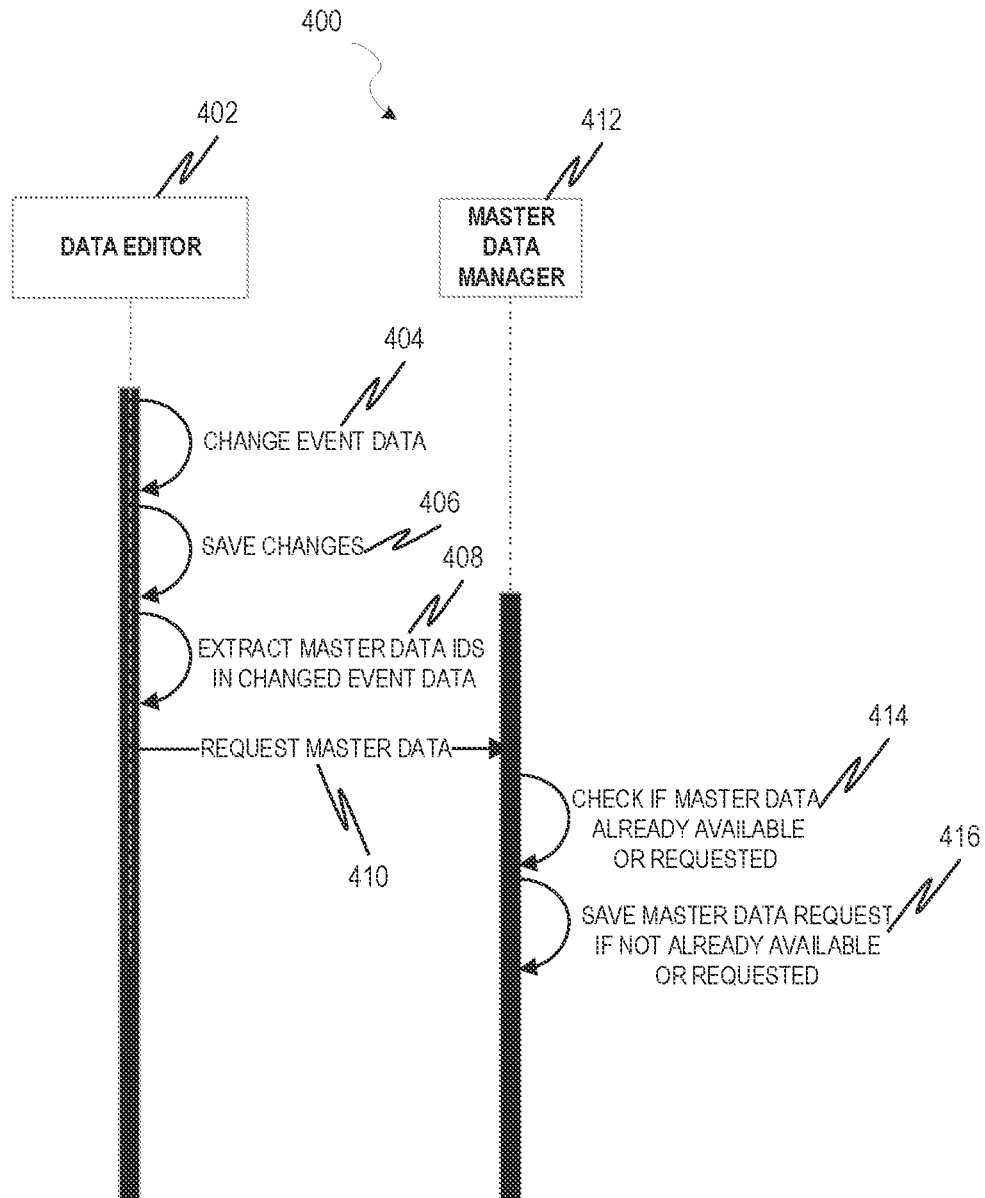 400
402
412
DATA EDITOR
MASTER
DATA
MANAGER
404
CHANGE EVENT DATA
406
SAVE CHANGES
408
EXTRACT MASTER DATA IDS
IN CHANGED EVENT DATA
REQUEST MASTER DATA
410
414
CHECK IF MASTER DATA
ALREADY AVAILABLE
OR REQUESTED
416
SAVE MASTER DATA REQUEST
IF NOT ALREADY AVAILABLE
OR REQUESTED